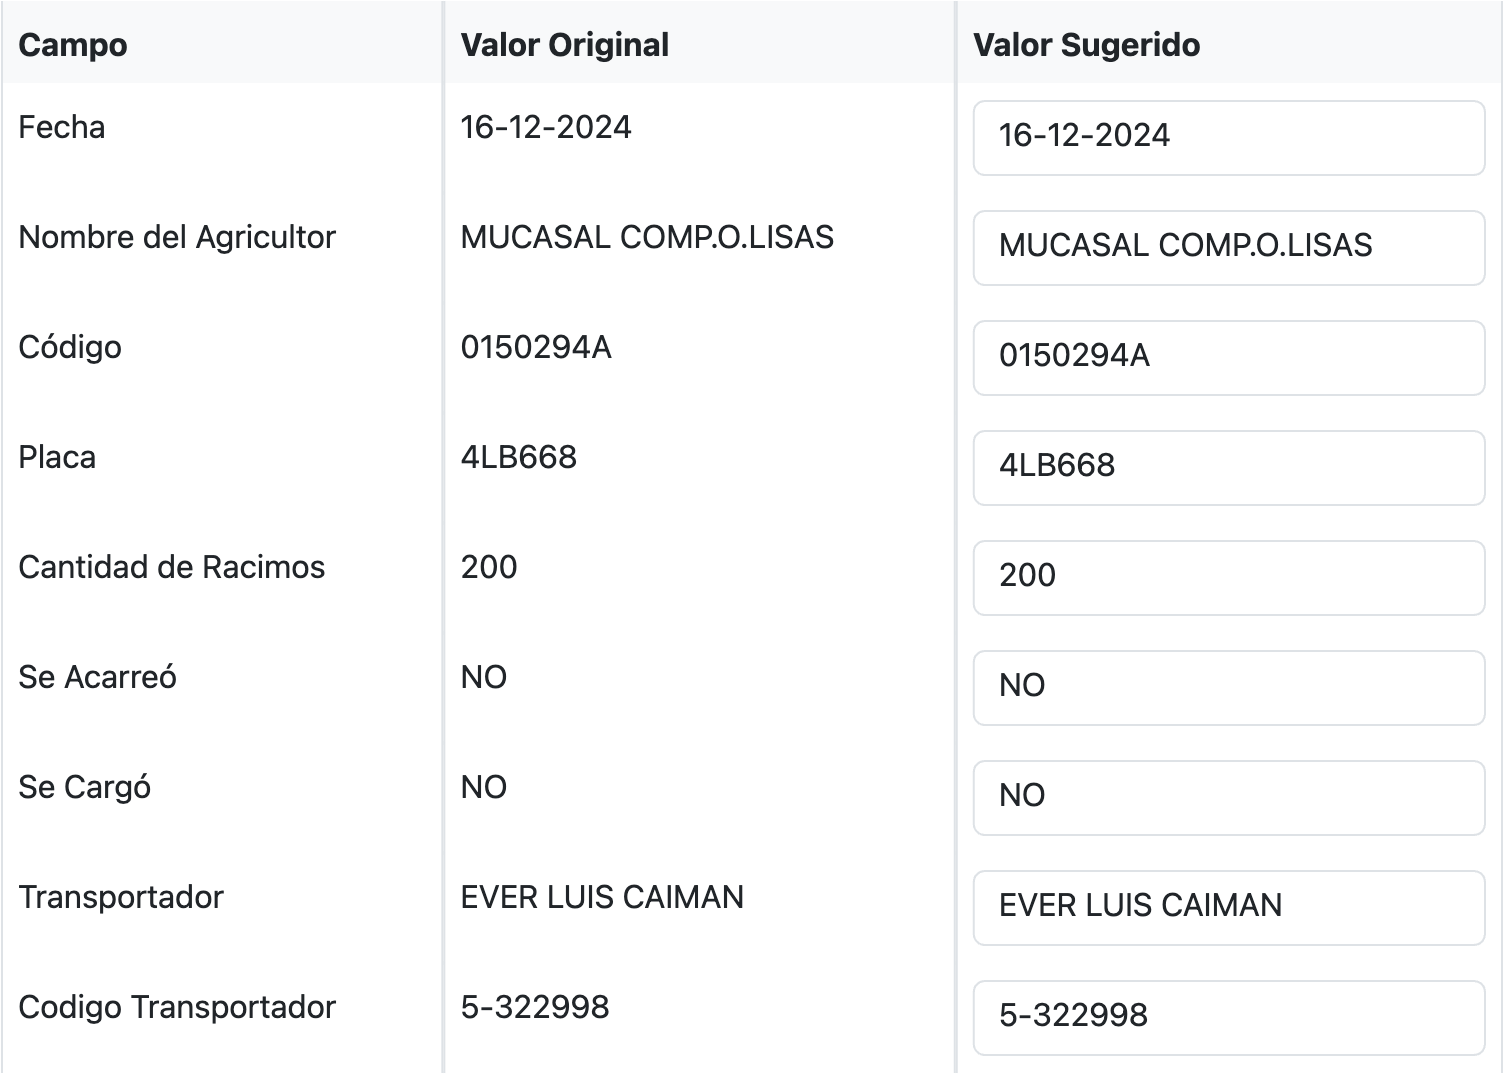 Campo Valor Original Valor Sugerido
Fecha 16-12-2024 16-12-2024
Nombre del Agricultor MUCASAL COMP.O.LISAS MUCASAL COMP.O.LISAS
Código 0150294A 0150294A
Placa 4LB668 4LB668
Cantidad de Racimos 200 200
Se Acarreó NO NO
Se Cargó NO NO
Transportador EVER LUIS CAIMAN EVER LUIS CAIMAN
Codigo Transportador 5-322998 5-322998